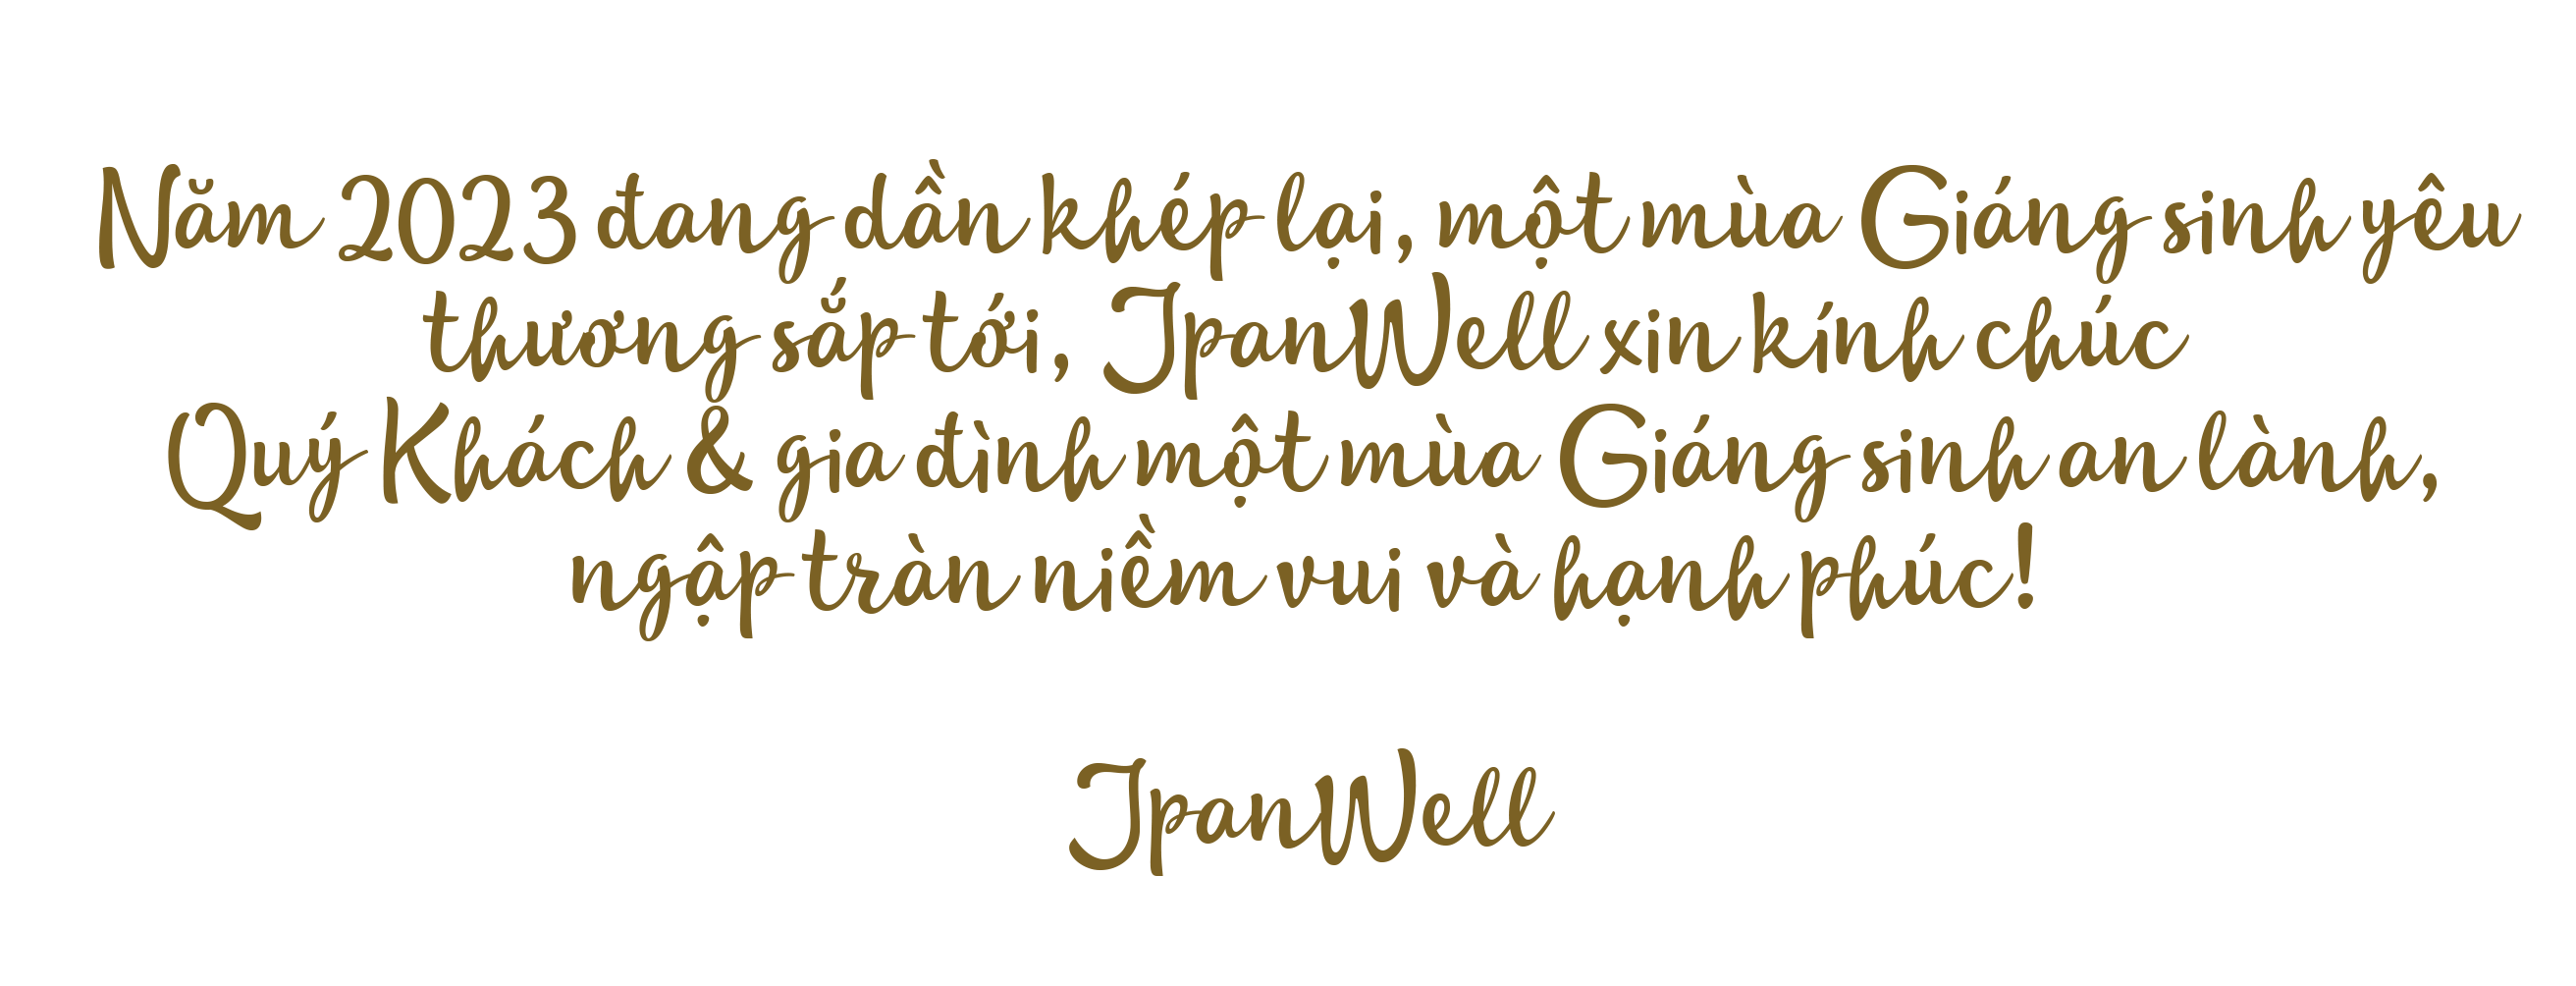 Năm 2023 đang dần khép lại, một mùa Giáng sinh yêu
thương sắp tới, JpanWell xin kính chúc
Quý Khách & gia đình một mùa Giáng sinh an lành,
ngập tràn niềm vui và hạnh phúc!
JpanWell